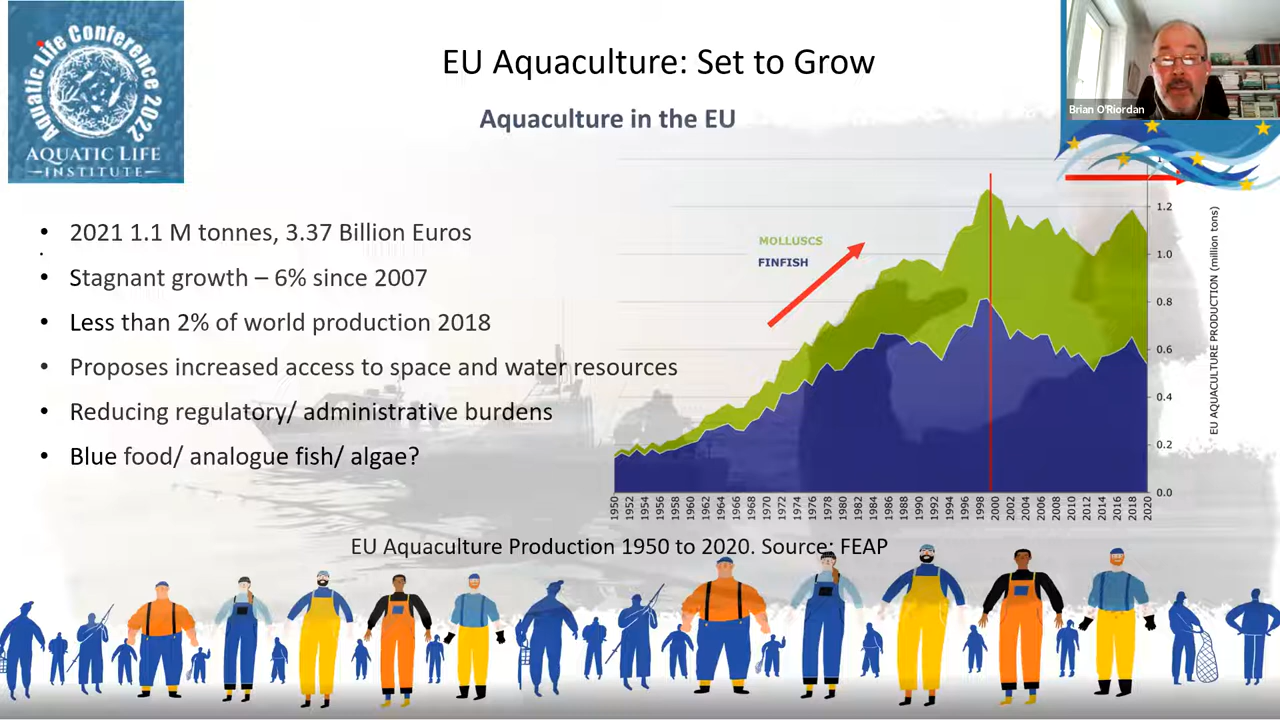 Aquatic Life Conference 2022
AQUATIC LIFE
INSTITUTE
EU Aquaculture: Set to Grow
Aquaculture in the EU
Brian O'Riordan
• 2021 1.1 M tonnes, 3.37 Billion Euros
•
• Stagnant growth – 6% since 2007
• Less than 2% of world production 2018
• Proposes increased access to space and water resources
• Reducing regulatory/ administrative burdens
• Blue food/ analogue fish/ algae?
MOLLUSCS
FINFISH
1.2
1.0
0.8
0.6
0.4
0.2
0.0
EU AQUACULTURE PRODUCTION (million tons)
1950 1952 1954 1956 1958 1960 1962 1964 1966 1968 1970 1972 1974 1976 1978 1980 1982 1984 1986 1988 1990 1992 1994 1996 1998 2000 2002 2004 2006 2008 2010 2012 2014 2016 2018 2020
EU Aquaculture Production 1950 to 2020. Source: FEAP